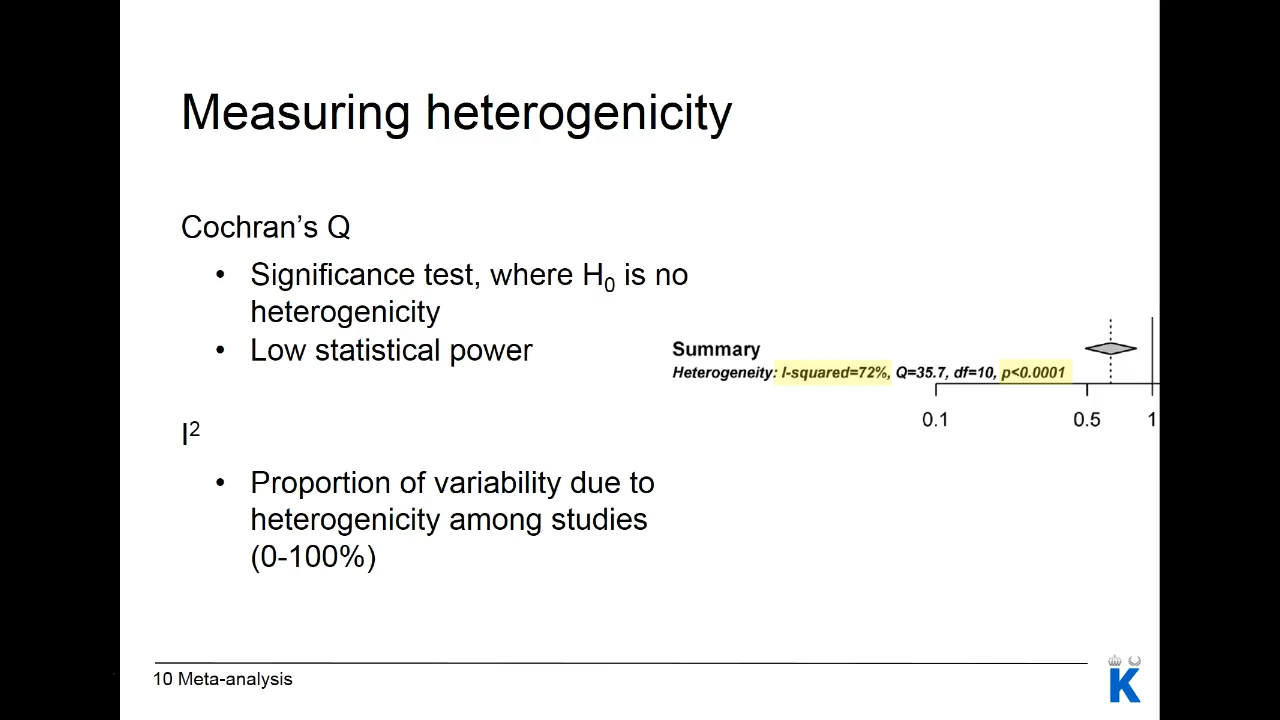 Measuring heterogenicity
Cochran’s Q
• Significance test, where H₀ is no
heterogenicity
• Low statistical power
Summary
Heterogeneity: I-squared=72%, Q=35.7, df=10, p<0.0001
0.1 0.5 1
I²
• Proportion of variability due to
heterogenicity among studies
(0-100%)
10 Meta-analysis
K